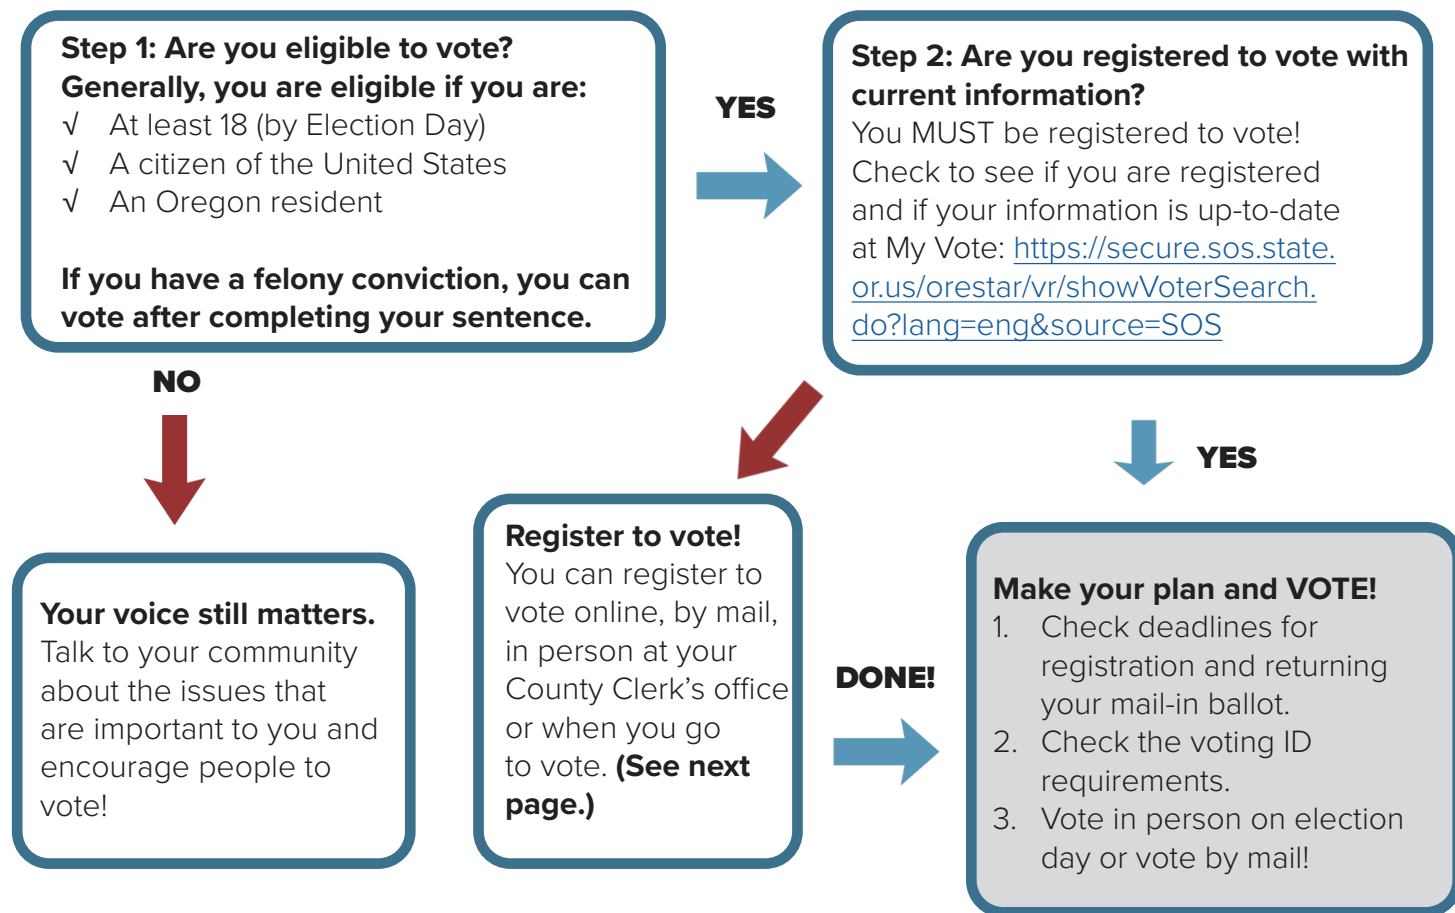 Step 1: Are you eligible to vote?
Generally, you are eligible if you are:
√ At least 18 (by Election Day)
√ A citizen of the United States
√ An Oregon resident
If you have a felony conviction, you can
vote after completing your sentence.
YES
Step 2: Are you registered to vote with
current information?
You MUST be registered to vote!
Check to see if you are registered
and if your information is up-to-date
at My Vote: https://secure.sos.state.
or.us/orestar/vr/showVoterSearch.
do?lang=eng&source=SOS
NO
YES
Your voice still matters.
Talk to your community
about the issues that
are important to you and
encourage people to
vote!
Register to vote!
You can register to
vote online, by mail,
in person at your
County Clerk's office
or when you go
to vote. (See next
page.)
DONE!
Make your plan and VOTE!
1. Check deadlines for
registration and returning
your mail-in ballot.
2. Check the voting ID
requirements.
3. Vote in person on election
day or vote by mail!